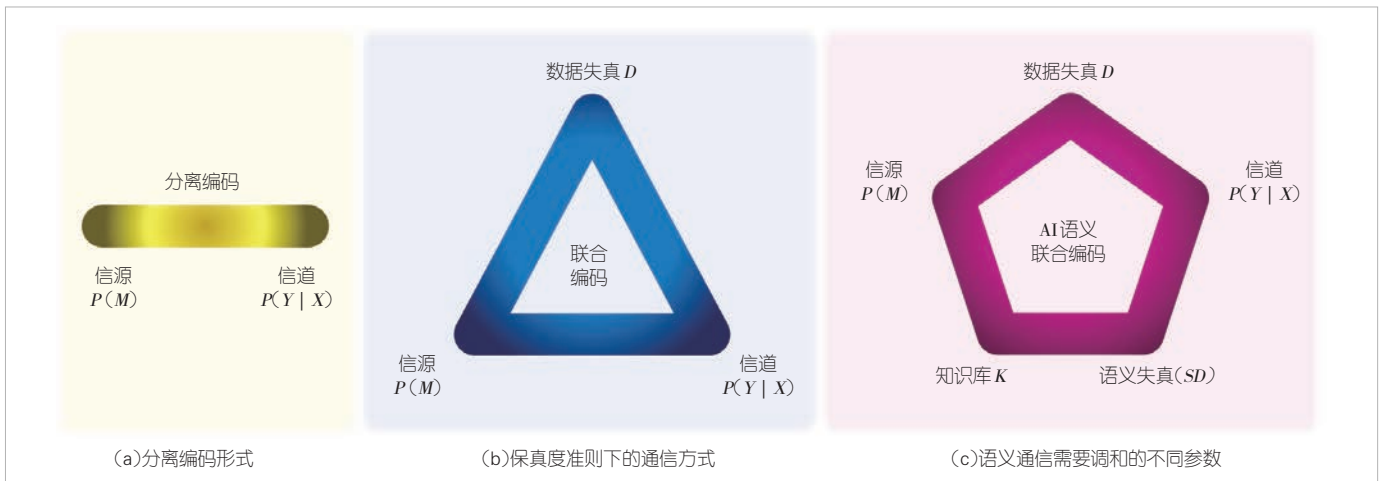 分离编码
信源
P(M)
信道
P(Y | X)
(a)分离编码形式
数据失真D
联合
编码
信源
P(M)
信道
P(Y | X)
(b)保真度准则下的通信方式
数据失真D
信源
P(M)
信道
P(Y | X)
AI语义
联合编码
知识库K
语义失真(SD)
(c)语义通信需要调和的不同参数